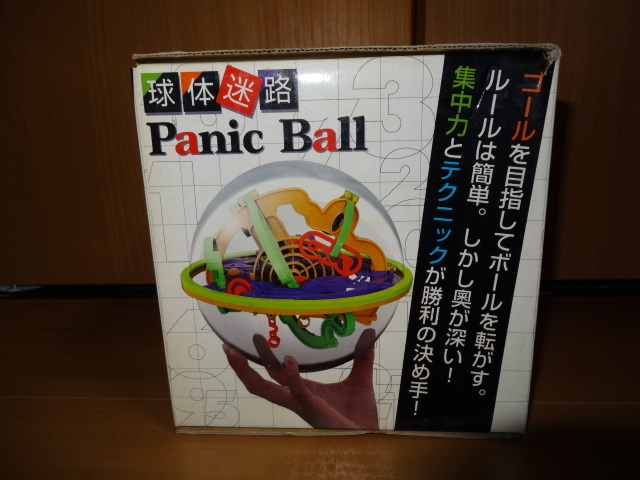 球体迷路
Panic Ball
ゴールを目指してボールを転がす。
ルールは簡単。しかし奥が深い!
集中力とテクニックが勝利の決め手!